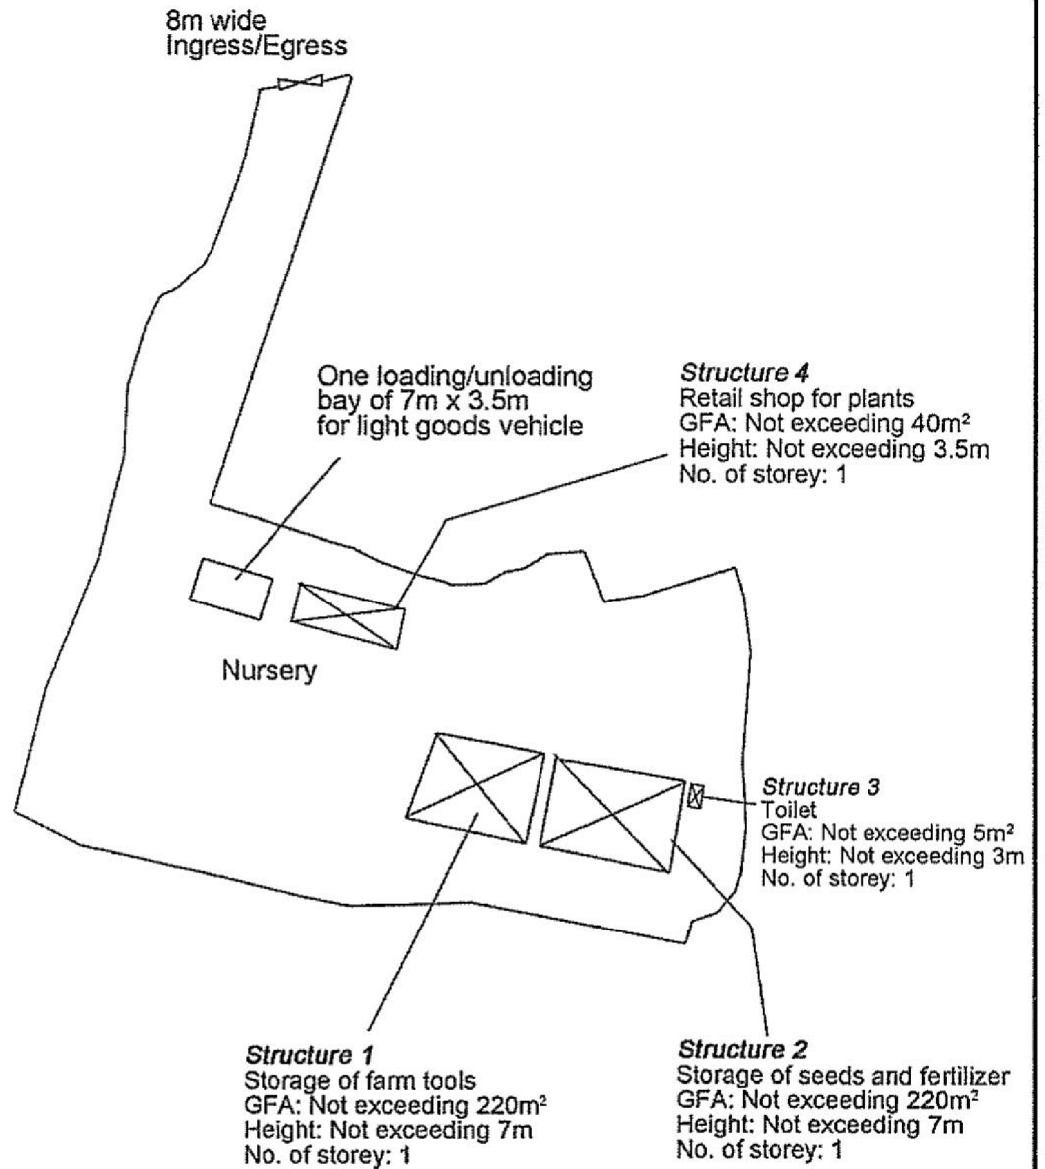 8m wide
Ingress/Egress
One loading/unloading
bay of 7m x 3.5m
for light goods vehicle
Structure 4
Retail shop for plants
GFA: Not exceeding 40m²
Height: Not exceeding 3.5m
No. of storey: 1
Nursery
Structure 3
Toilet
GFA: Not exceeding 5m²
Height: Not exceeding 3m
No. of storey: 1
Structure 1
Storage of farm tools
GFA: Not exceeding 220m²
Height: Not exceeding 7m
No. of storey: 1
Structure 2
Storage of seeds and fertilizer
GFA: Not exceeding 220m²
Height: Not exceeding 7m
No. of storey: 1